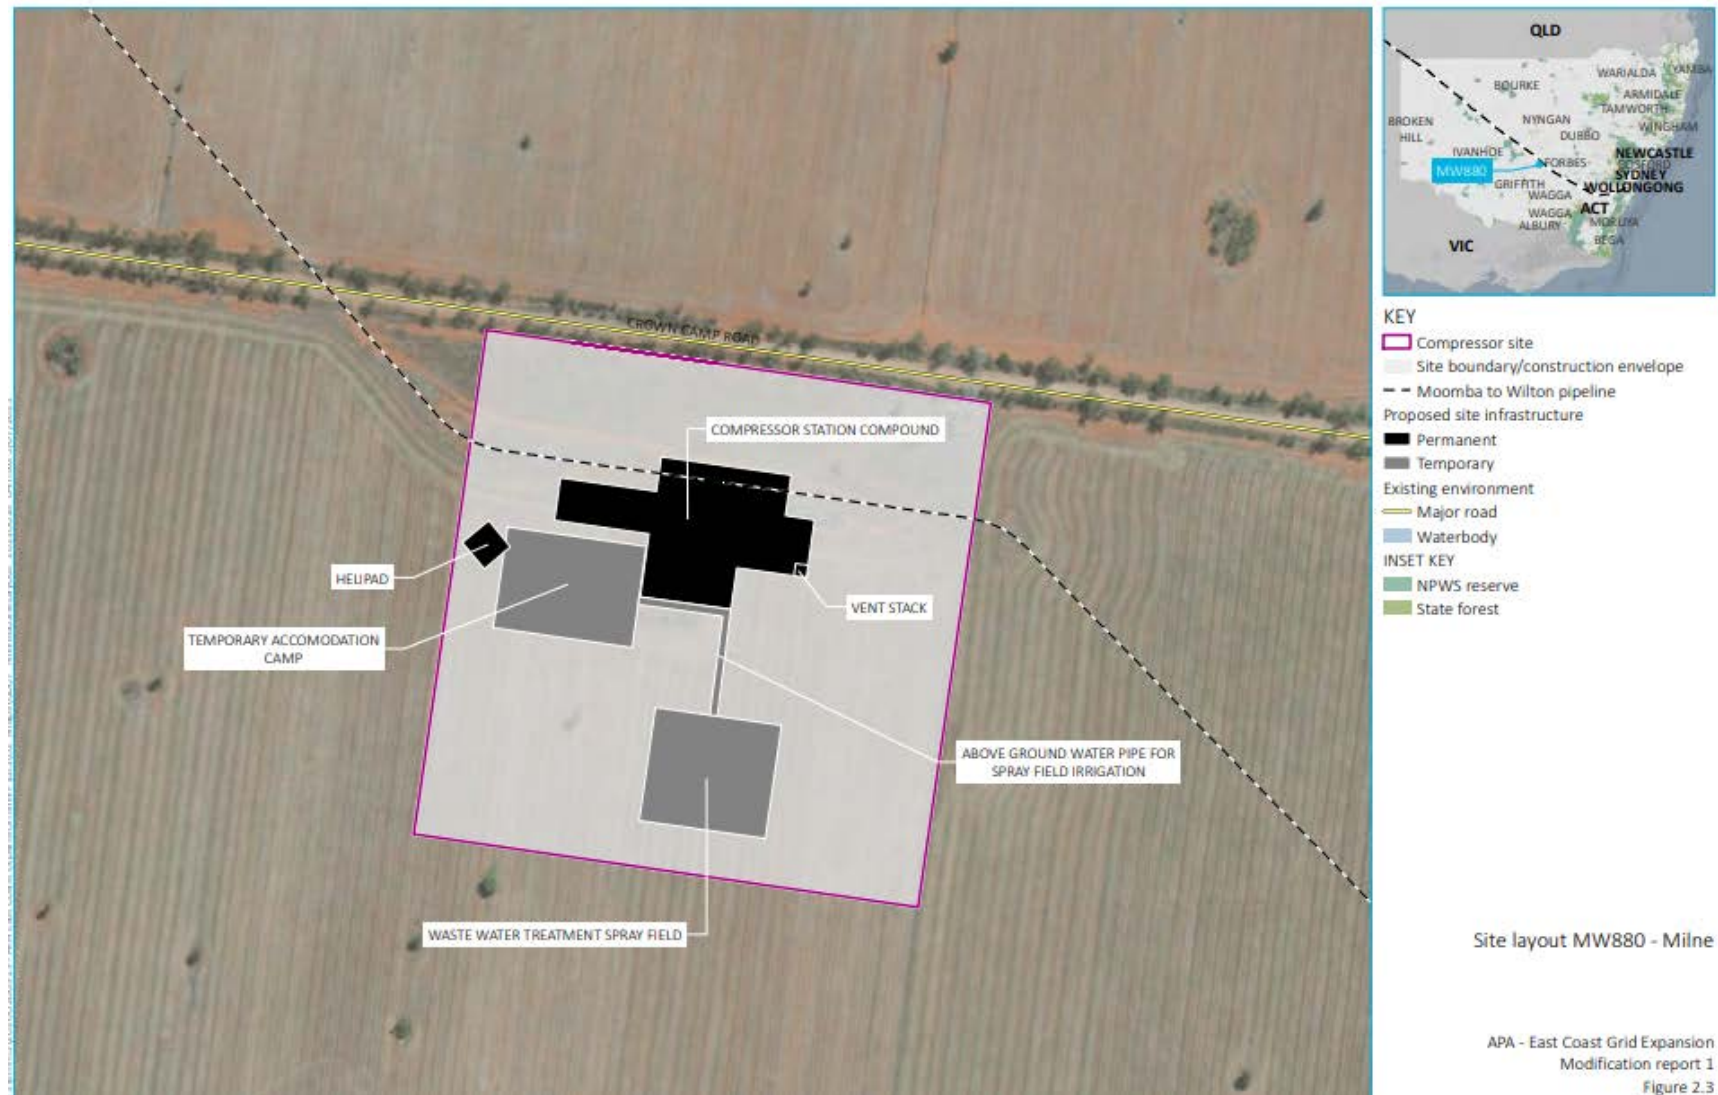 CROWN CAMP ROAD
COMPRESSOR STATION COMPOUND
HELIPAD
VENT STACK
TEMPORARY ACCOMODATION
CAMP
ABOVE GROUND WATER PIPE FOR
SPRAY FIELD IRRIGATION
WASTE WATER TREATMENT SPRAY FIELD
QLD
WARIALDA
YAMBA
BOURKE
ARMIDALE
TAMWORTH
BROKEN
HILL
NYNGAN
WINGHAM
DUBBO
IVANHOE
NEWCASTLE
FORBES
GOSFORD
MW880
SYDNEY
GRIFFITH
WOLLONGONG
WAGGA
WAGGA
ACT
ALBURY
MORUYA
VIC
BEGA
KEY
Compressor site
Site boundary/construction envelope
Moomba to Wilton pipeline
Proposed site infrastructure
Permanent
Temporary
Existing environment
Major road
Waterbody
INSET KEY
NPWS reserve
State forest
Site layout MW880 - Milne
APA - East Coast Grid Expansion
Modification report 1
Figure 2.3